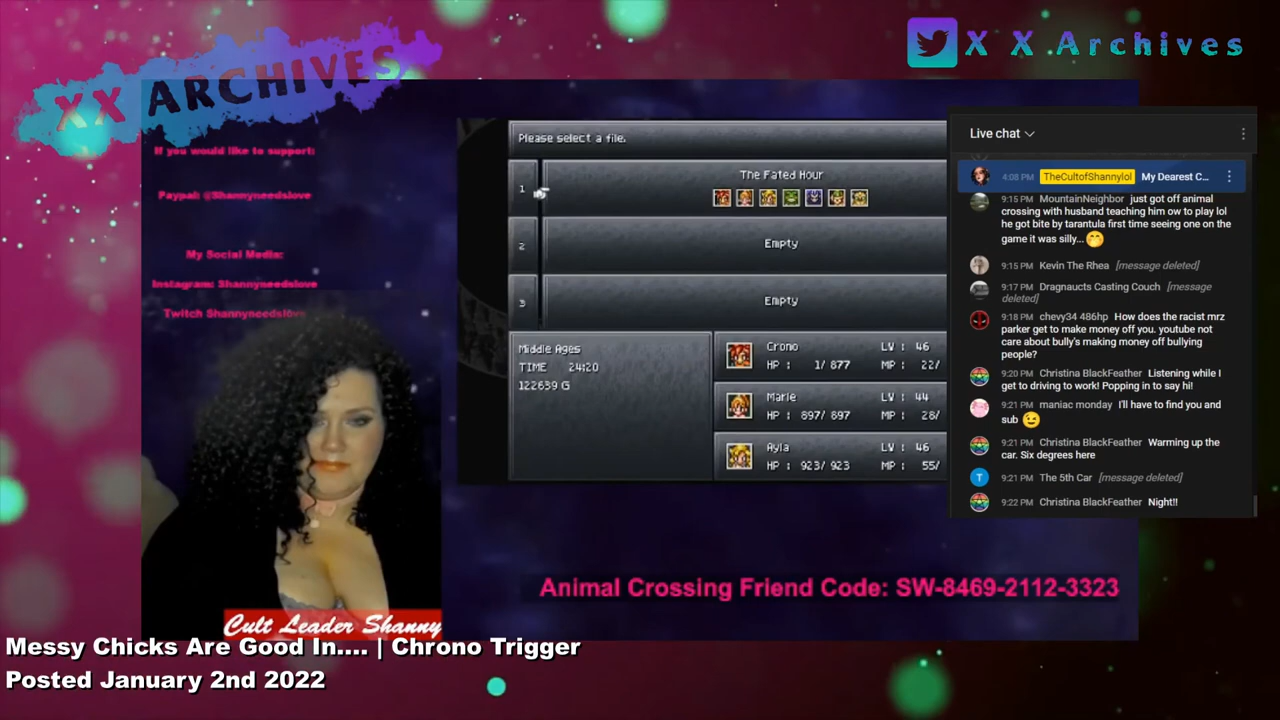 XX ARCHIVES
X X Archives
If you would like to support:
Paypal: @Shannyneedslove
My Social Media:
Instagram: Shannyneedslove
Twitch Shannyneedslove
Please select a file.
1
The Fated Hour
2
Empty
3
Empty
Middle Ages
TIME 24:20
122639 G
Crono LV : 46
HP : 1/ 877 MP : 22/
Marle LV : 44
HP : 897/ 897 MP : 28/
Ayla LV : 46
HP : 923/ 923 MP : 55/
Live chat
4:08 PM TheCultofShannylol My Dearest C...
9:15 PM MountainNeighbor just got off animal
crossing with husband teaching him ow to play lol
he got bite by tarantula first time seeing one on the
game it was silly...
9:15 PM Kevin The Rhea [message deleted]
9:17 PM Dragnaucts Casting Couch [message
deleted]
9:18 PM chevy34 486hp How does the racist mrz
parker get to make money off you. youtube not
care about bully's making money off bullying
people?
9:20 PM Christina BlackFeather Listening while I
get to driving to work! Popping in to say hi!
9:21 PM maniac monday I'll have to find you and
sub
9:21 PM Christina BlackFeather Warming up the
car. Six degrees here
T 9:21 PM The 5th Car [message deleted]
9:22 PM Christina BlackFeather Night!!
Animal Crossing Friend Code: SW-8469-2112-3323
Cult Leader Shanny
Messy Chicks Are Good In.... | Chrono Trigger
Posted January 2nd 2022